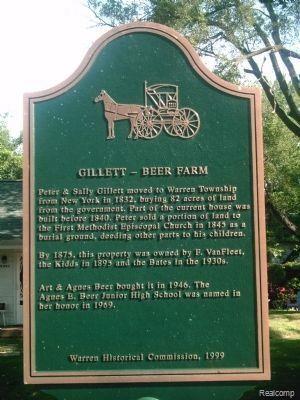 GILLETT - BEER FARM
Peter & Sally Gillett moved to Warren Township
from New York in 1832, buying 82 acres of land
from the government. Part of the current house was
built before 1840. Peter sold a portion of land to
the First Methodist Episcopal Church in 1845 as a
burial ground, deeding other parts to his children.
By 1875, this property was owned by F. VanFleet,
the Kidds in 1893 and the Bates in the 1930s.
Art & Agnes Beer bought it in 1946. The
Agnes E. Beer Junior High School was named in
her honor in 1969.
Warren Historical Commission, 1999
Realcomp